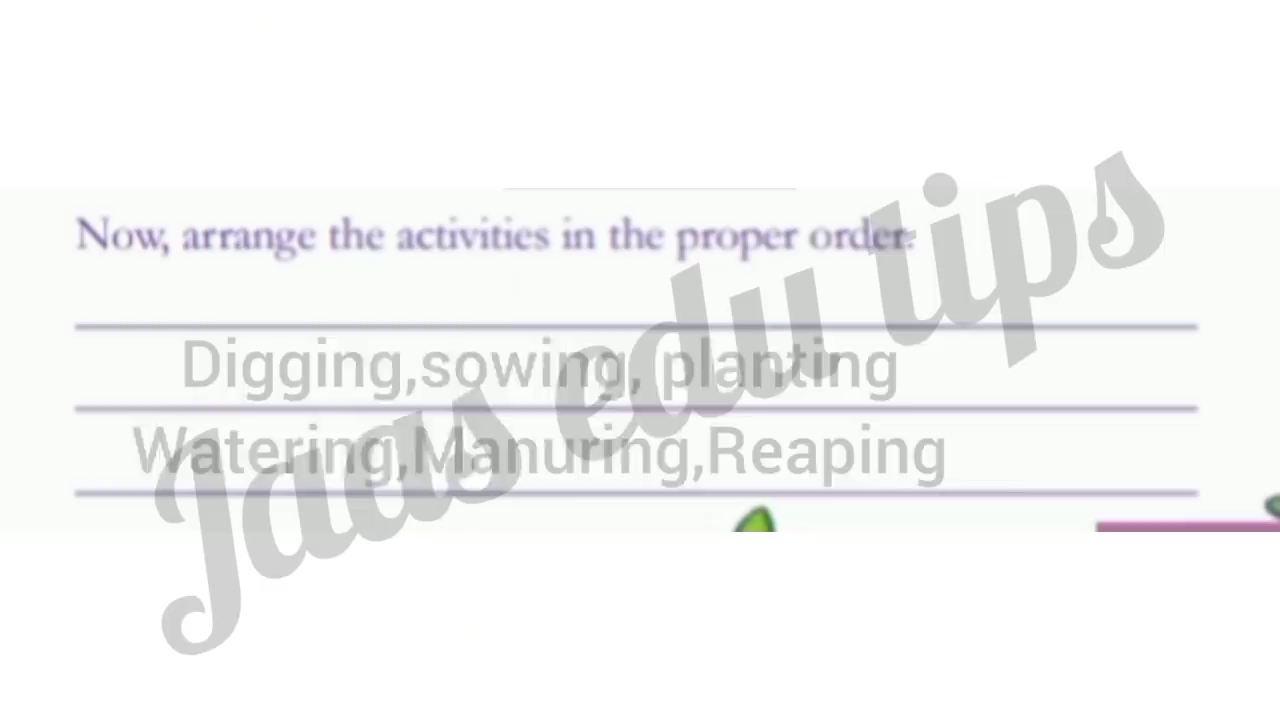 Now, arrange the activities in the proper order.
Digging,sowing, planting
Watering,Manuring,Reaping
Jaas edu tips